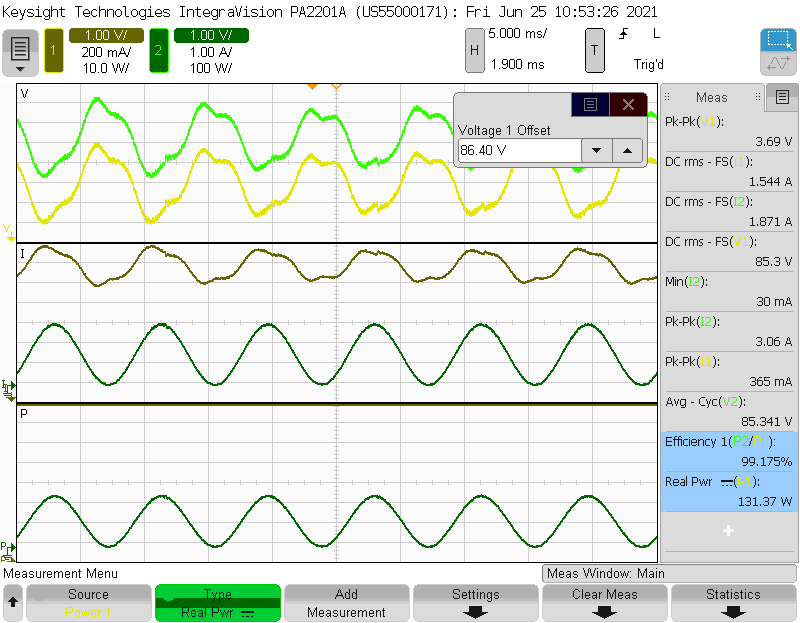 Keysight Technologies IntegraVision PA2201A (US55000171): Fri Jun 25 10:53:26 2021
1 1.00 V/ 200 mA/ 10.0 W/
2 1.00 V/ 1.00 A/ 100 W/
H 5.000 ms/ 1.900 ms
T L Trig'd
V
Voltage 1 Offset
86.40 V
V
I
I
P
P
Meas
Pk-Pk(V1):
3.69 V
DC rms - FS(I1):
1.544 A
DC rms - FS(I2):
1.871 A
DC rms - FS(V1):
85.3 V
Min(I2):
30 mA
Pk-Pk(I2):
3.06 A
Pk-Pk(I1):
365 mA
Avg - Cyc(V2):
85.341 V
Efficiency 1(P2/P ):
99.175%
Real Pwr (P1):
131.37 W
+
Measurement Menu
Meas Window: Main
Source
Power 1
Type
Real Pwr
Add
Measurement
Settings
Clear Meas
Statistics